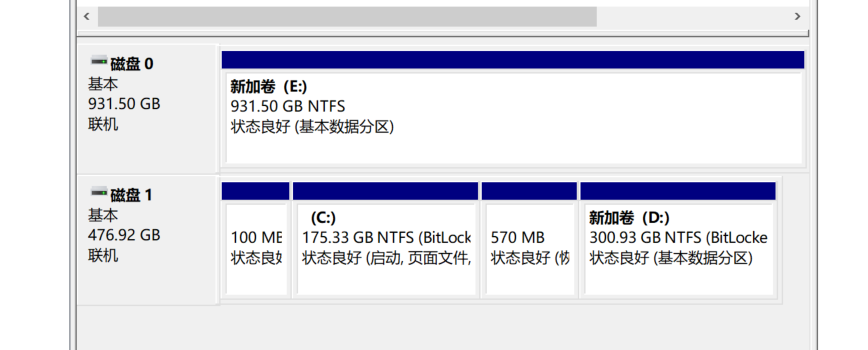 磁盘 0
基本
931.50 GB
联机
新加卷  (E:)
931.50 GB NTFS
状态良好 (基本数据分区)
磁盘 1
基本
476.92 GB
联机
100 MB
状态良好
(C:)
175.33 GB NTFS (BitLock
状态良好 (启动, 页面文件,
570 MB
状态良好 (恢
新加卷  (D:)
300.93 GB NTFS (BitLocke
状态良好 (基本数据分区)